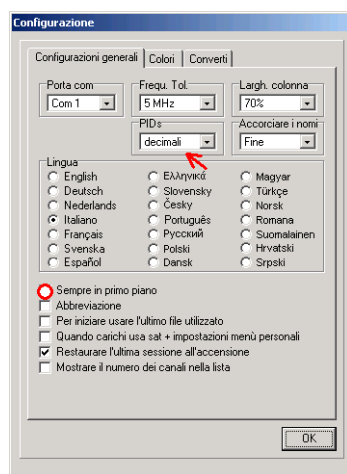 Configurazione
Configurazioni generali Colori Converti
Porta com Frequ. Tol. Largh. colonna
Com 1 5 MHz 70%
PIDs Accorciare i nomi
decimali Fine
Lingua
English Ελληνικά Magyar
Deutsch Slovensky Türkçe
Nederlands Česky Norsk
Italiano Português Romana
Français Русский Suomalainen
Svenska Polski Hrvatski
Español Dansk Srpski
Sempre in primo piano
Abbreviazione
Per iniziare usare l'ultimo file utilizzato
Quando carichi usa sat + impostazioni menù personali
Restaurare l'ultima sessione all'accensione
Mostrare il numero dei canali nella lista
OK